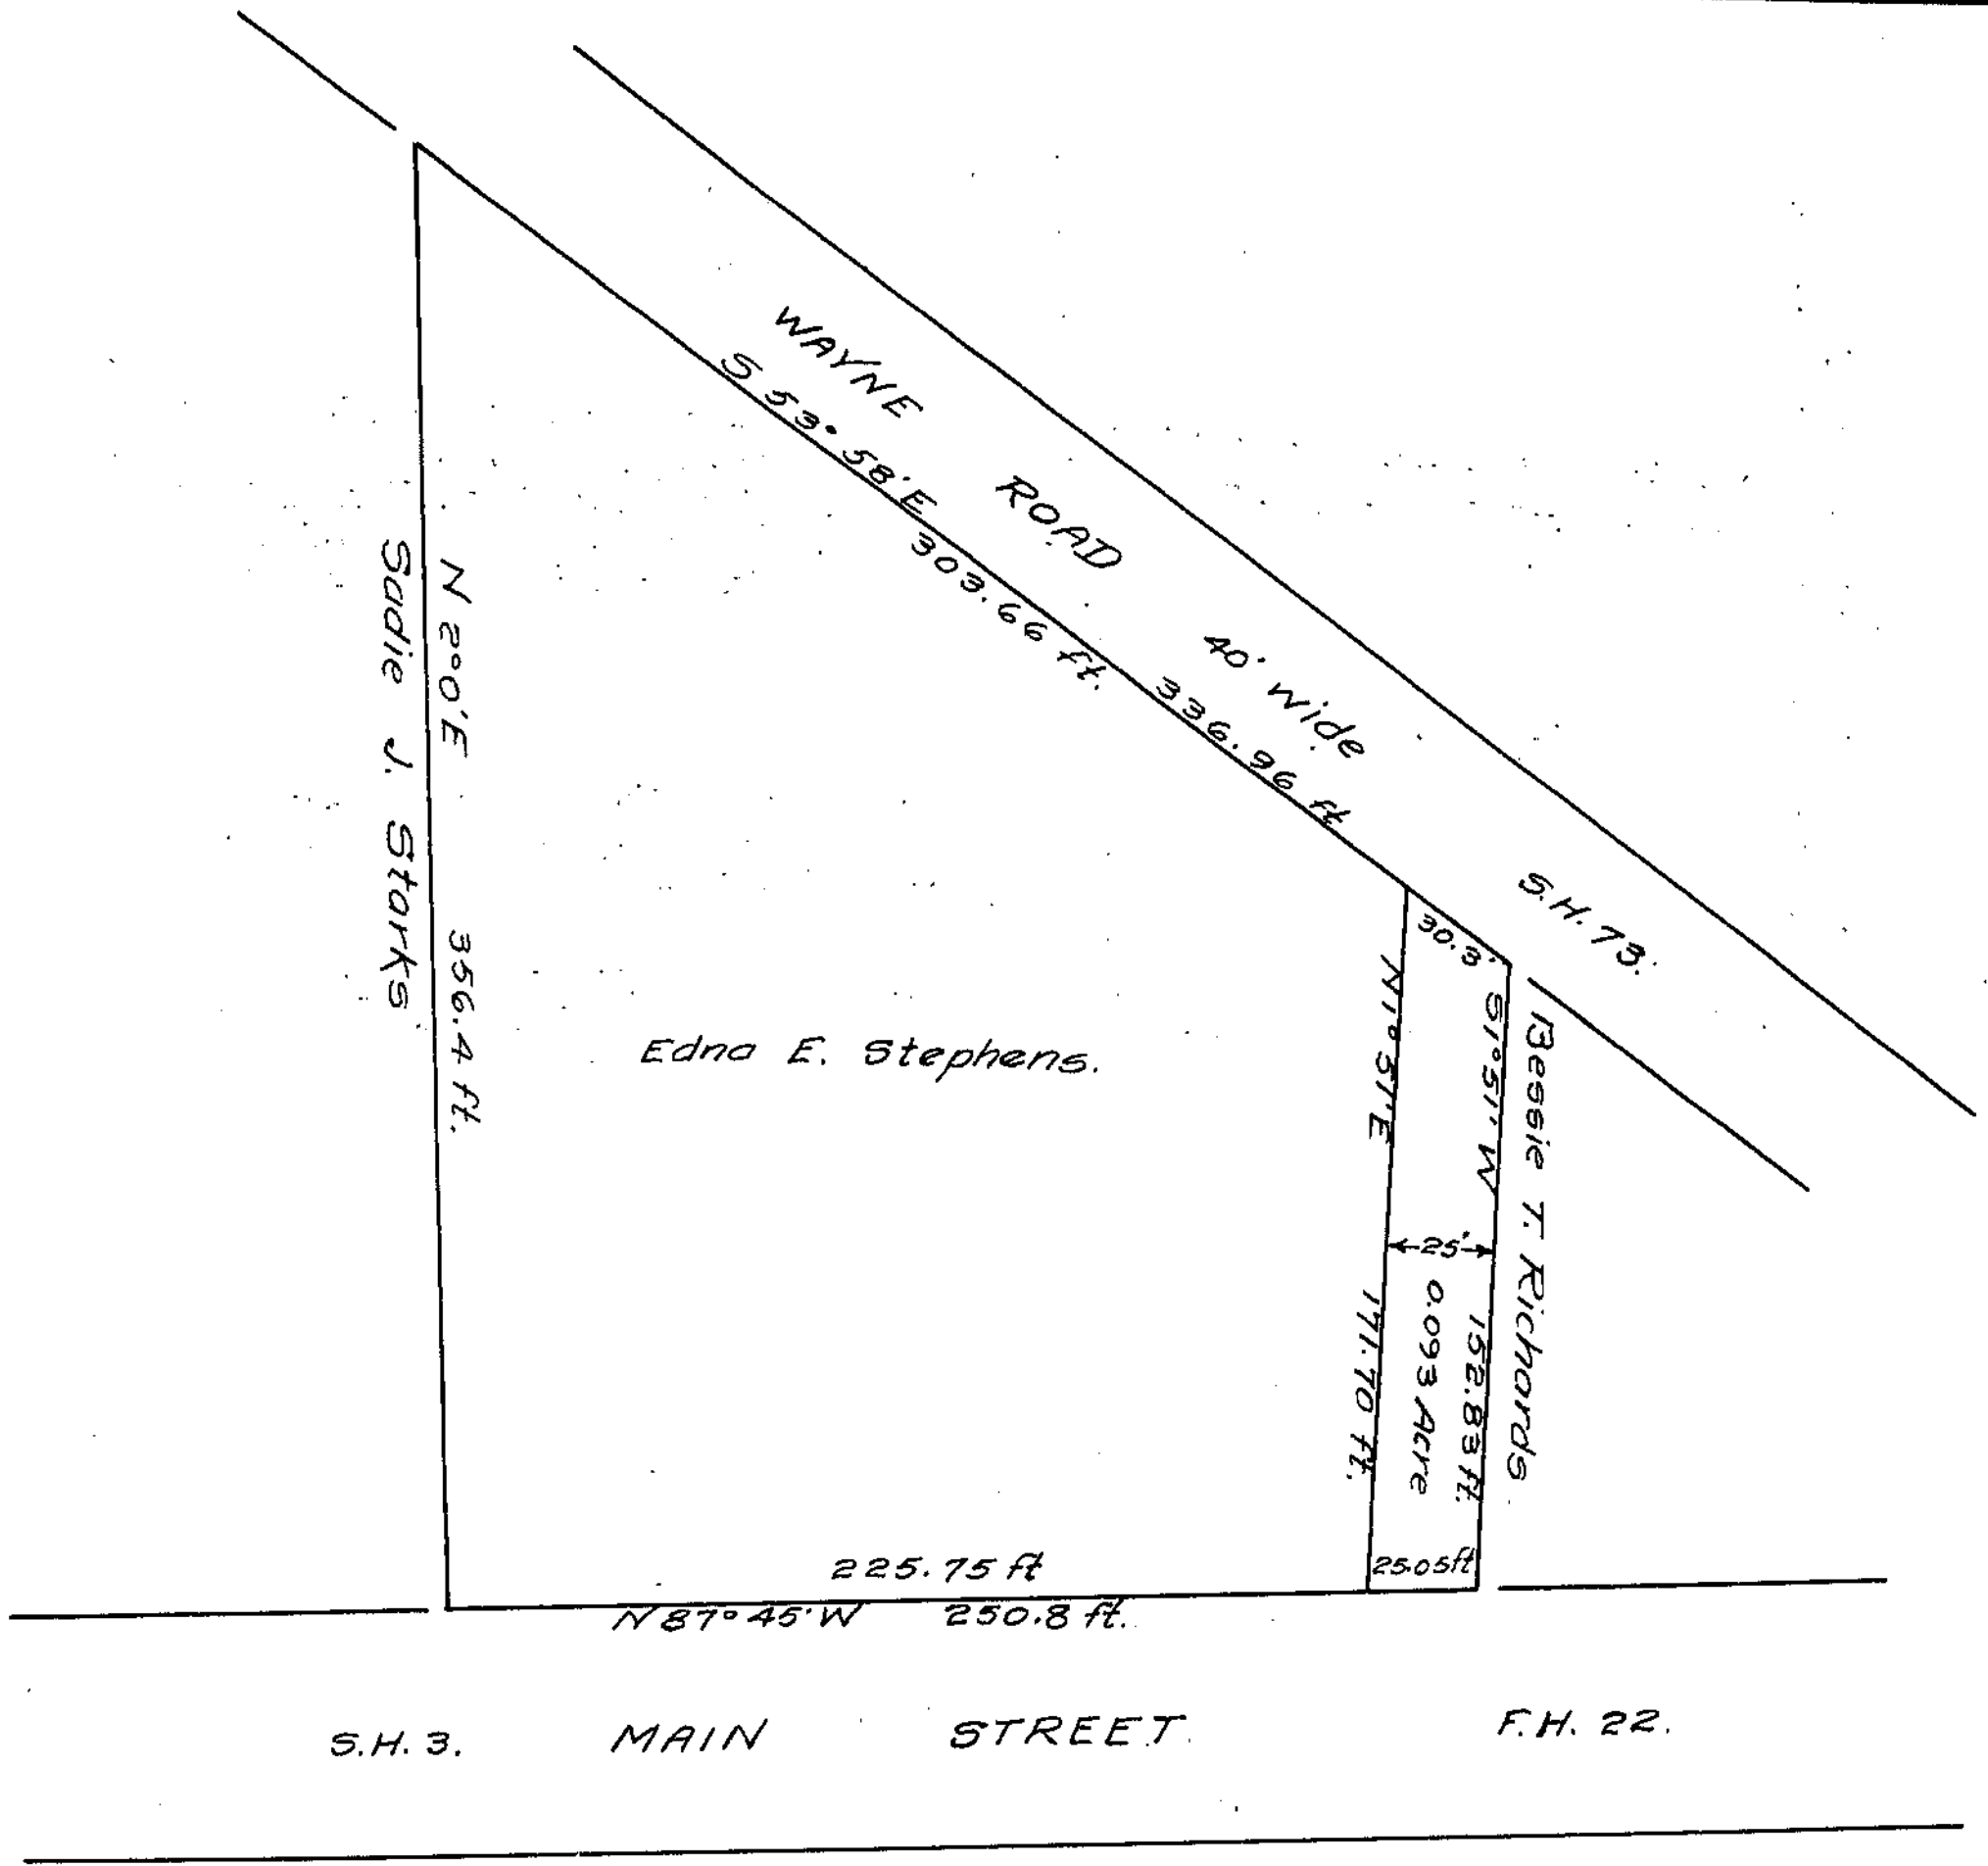 WAYNE ROAD 40' wide S.H. 73.
S 53° 58' E 303.66 ft. 336.96 ft
N 2° 0' E 356.4 ft.
Sadie J. Starks
Edna E. Stephens.
30.3'
N 1° 51' E 171.70 ft.
S 1° 51' W 152.83 ft.
Bessie T. Richards
25'
0.093 Acre
225.75 ft
25.05 ft
N 87° 45' W 250.8 ft.
S.H. 3. MAIN STREET. F.H. 22.